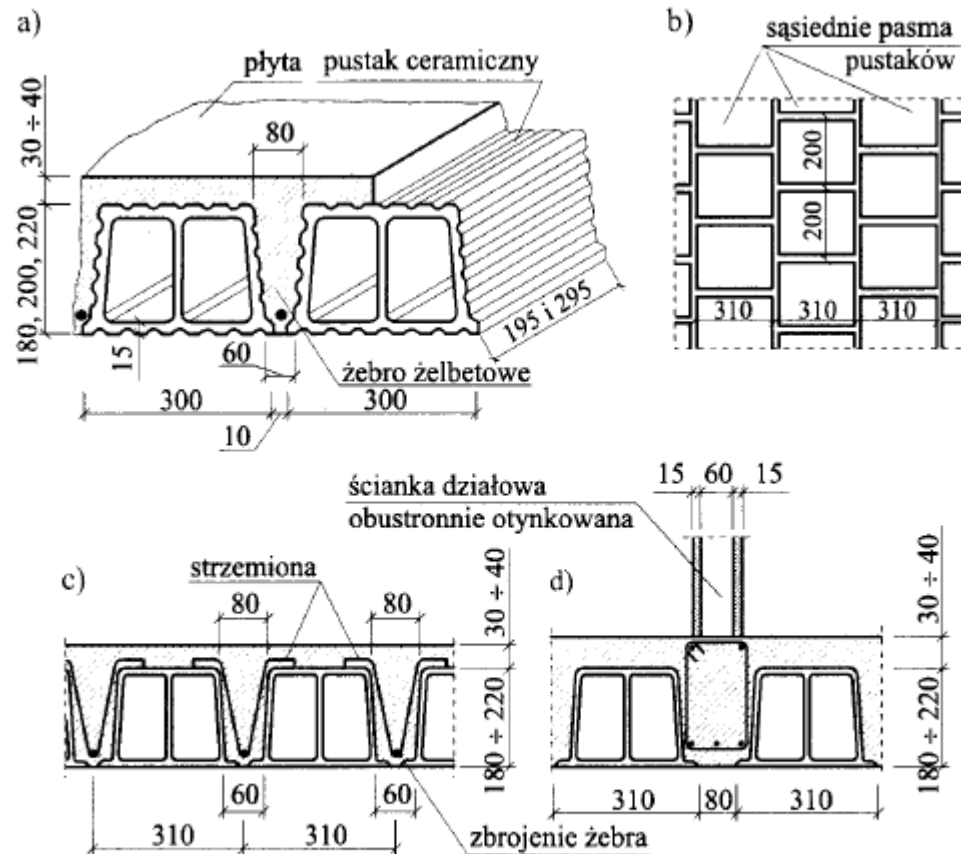 a)
płyta pustak ceramiczny
80
30 ÷ 40
180, 200, 220
15
60
żebro żelbetowe
195 i 295
300
300
10
b)
sąsiednie pasma
pustaków
200
200
310
310
310
c)
strzemiona
80
80
30 ÷ 40
180 ÷ 220
60
60
310
310
zbrojenie żebra
ścianka działowa
obustronnie otynkowana
15 60 15
d)
30 ÷ 40
180 ÷ 220
310
80
310